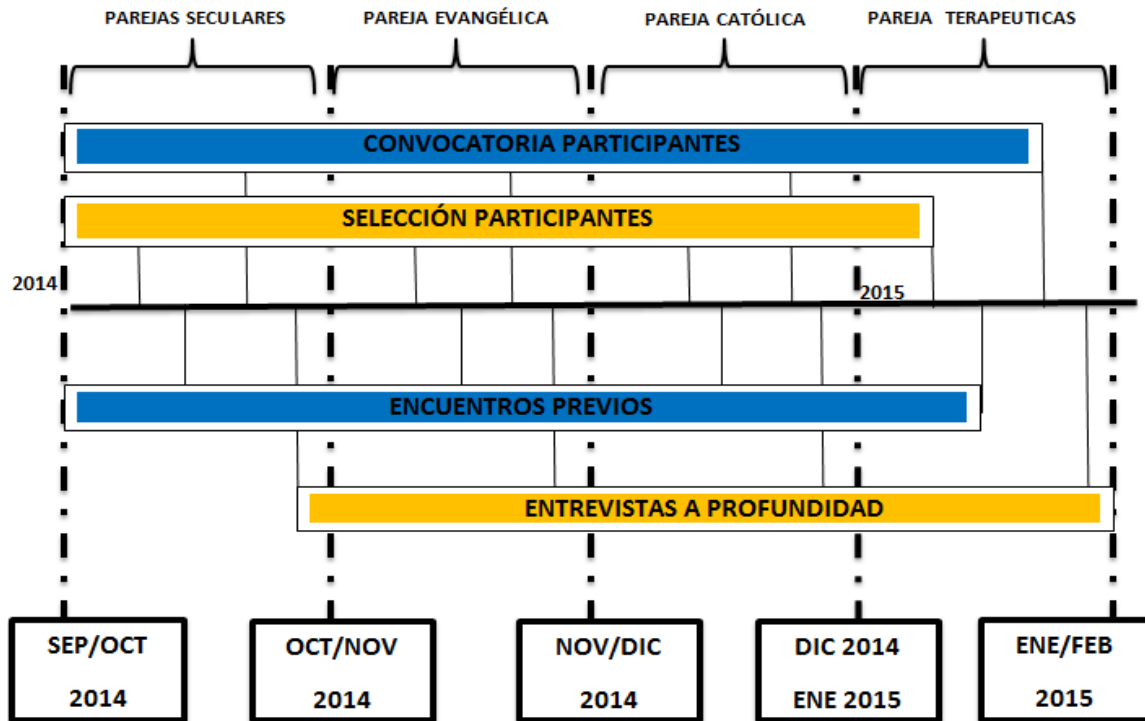 PAREJAS SECULARES
PAREJA EVANGÉLICA
PAREJA CATÓLICA
PAREJA TERAPEUTICAS
CONVOCATORIA PARTICIPANTES
SELECCIÓN PARTICIPANTES
2014
2015
ENCUENTROS PREVIOS
ENTREVISTAS A PROFUNDIDAD
SEP/OCT
2014
OCT/NOV
2014
NOV/DIC
2014
DIC 2014
ENE 2015
ENE/FEB
2015